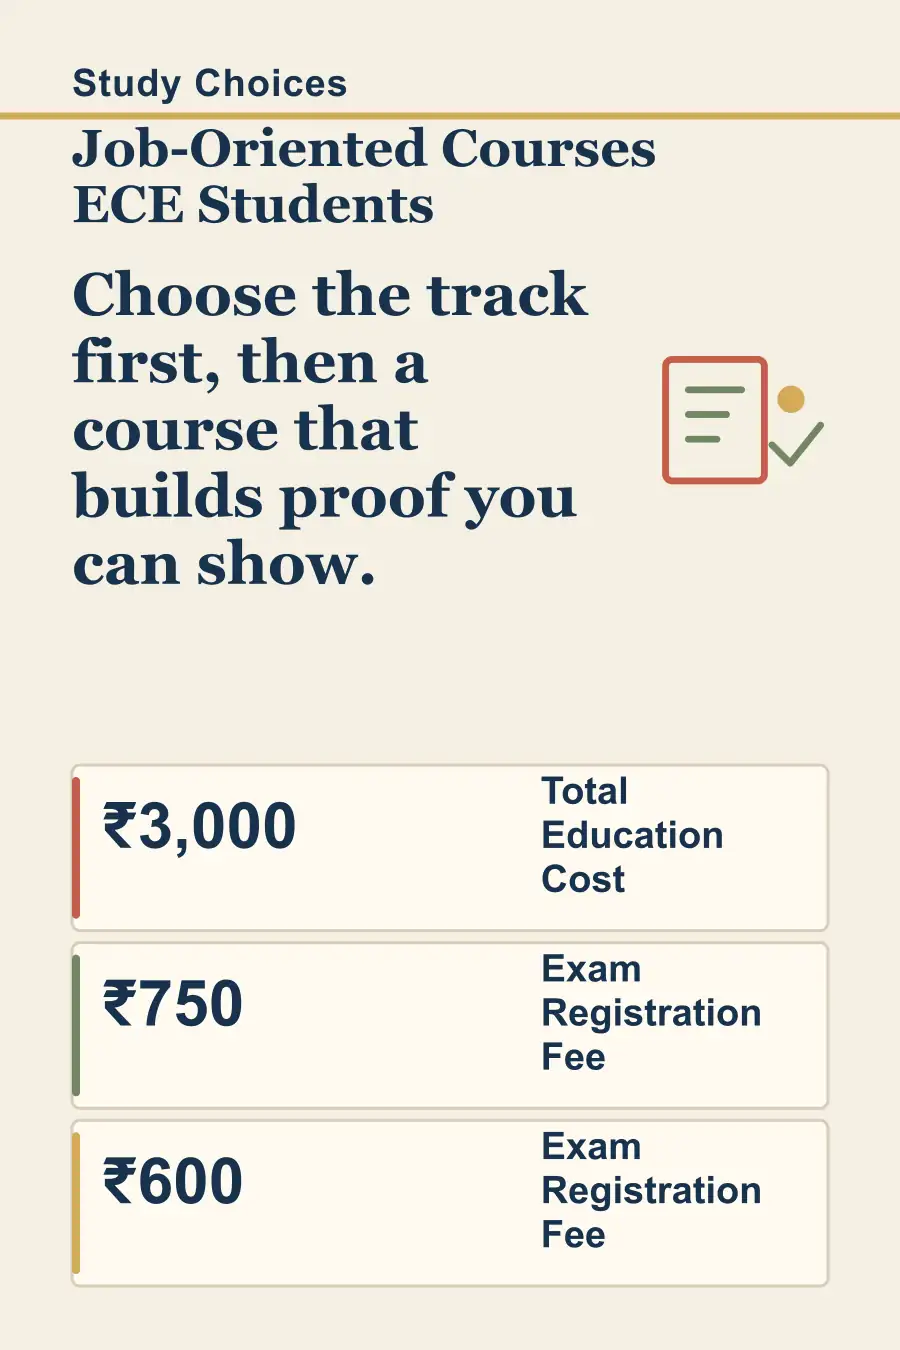 Study Choices
Job-Oriented Courses
ECE Students
Choose the track
first, then a
course that
builds proof you
can show.
₹3,000
Total
Education
Cost
₹750
Exam
Registration
Fee
₹600
Exam
Registration
Fee